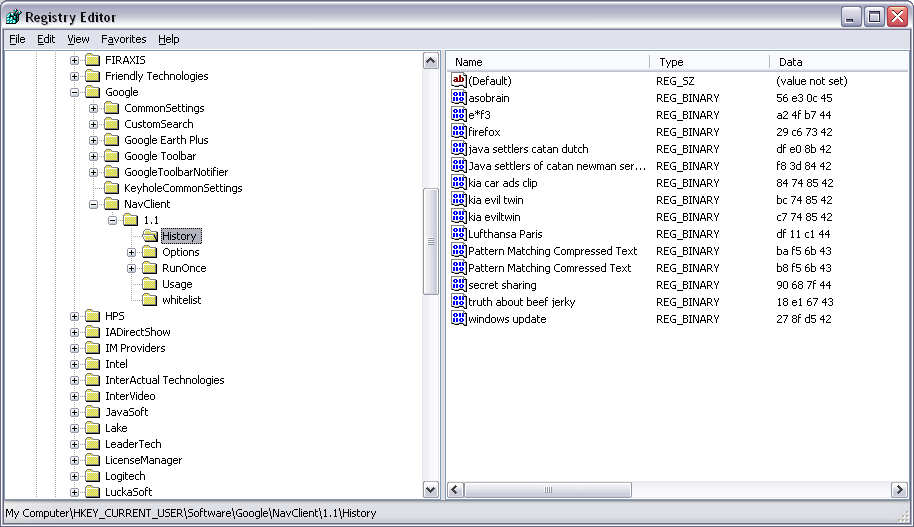 Registry Editor
File Edit View Favorites Help
FIRAXIS
Friendly Technologies
Google
CommonSettings
CustomSearch
Google Earth Plus
Google Toolbar
GoogleToolbarNotifier
KeyholeCommonSettings
NavClient
1.1
History
Options
RunOnce
Usage
whitelist
HPS
IADirectShow
IM Providers
Intel
InterActual Technologies
InterVideo
JavaSoft
Lake
LeaderTech
LicenseManager
Logitech
LuckaSoft
Name Type Data
(Default) REG_SZ (value not set)
asobrain REG_BINARY 56 e3 0c 45
e*f3 REG_BINARY a2 4f b7 44
firefox REG_BINARY 29 c6 73 42
java settlers catan dutch REG_BINARY df e0 8b 42
Java settlers of catan newman ser... REG_BINARY f8 3d 84 42
kia car ads clip REG_BINARY 84 74 85 42
kia evil twin REG_BINARY bc 74 85 42
kia eviltwin REG_BINARY c7 74 85 42
Lufthansa Paris REG_BINARY df 11 c1 44
Pattern Matching Compressed Text REG_BINARY ba f5 6b 43
Pattern Matching Comressed Text REG_BINARY b8 f5 6b 43
secret sharing REG_BINARY 90 68 7f 44
truth about beef jerky REG_BINARY 18 e1 67 43
windows update REG_BINARY 27 8f d5 42
My Computer\HKEY_CURRENT_USER\Software\Google\NavClient\1.1\History